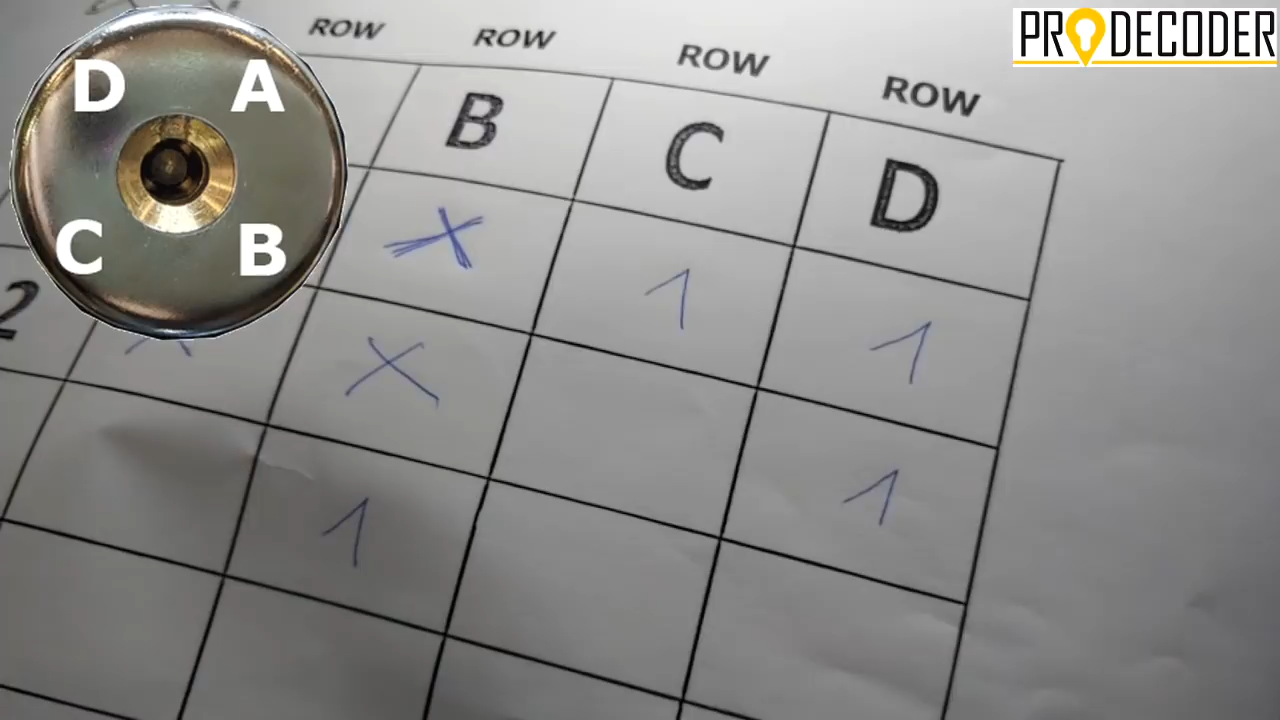 PRODECODER
ROW ROW ROW ROW
D A
C B
B C D
X 1 1
2 X 1
1